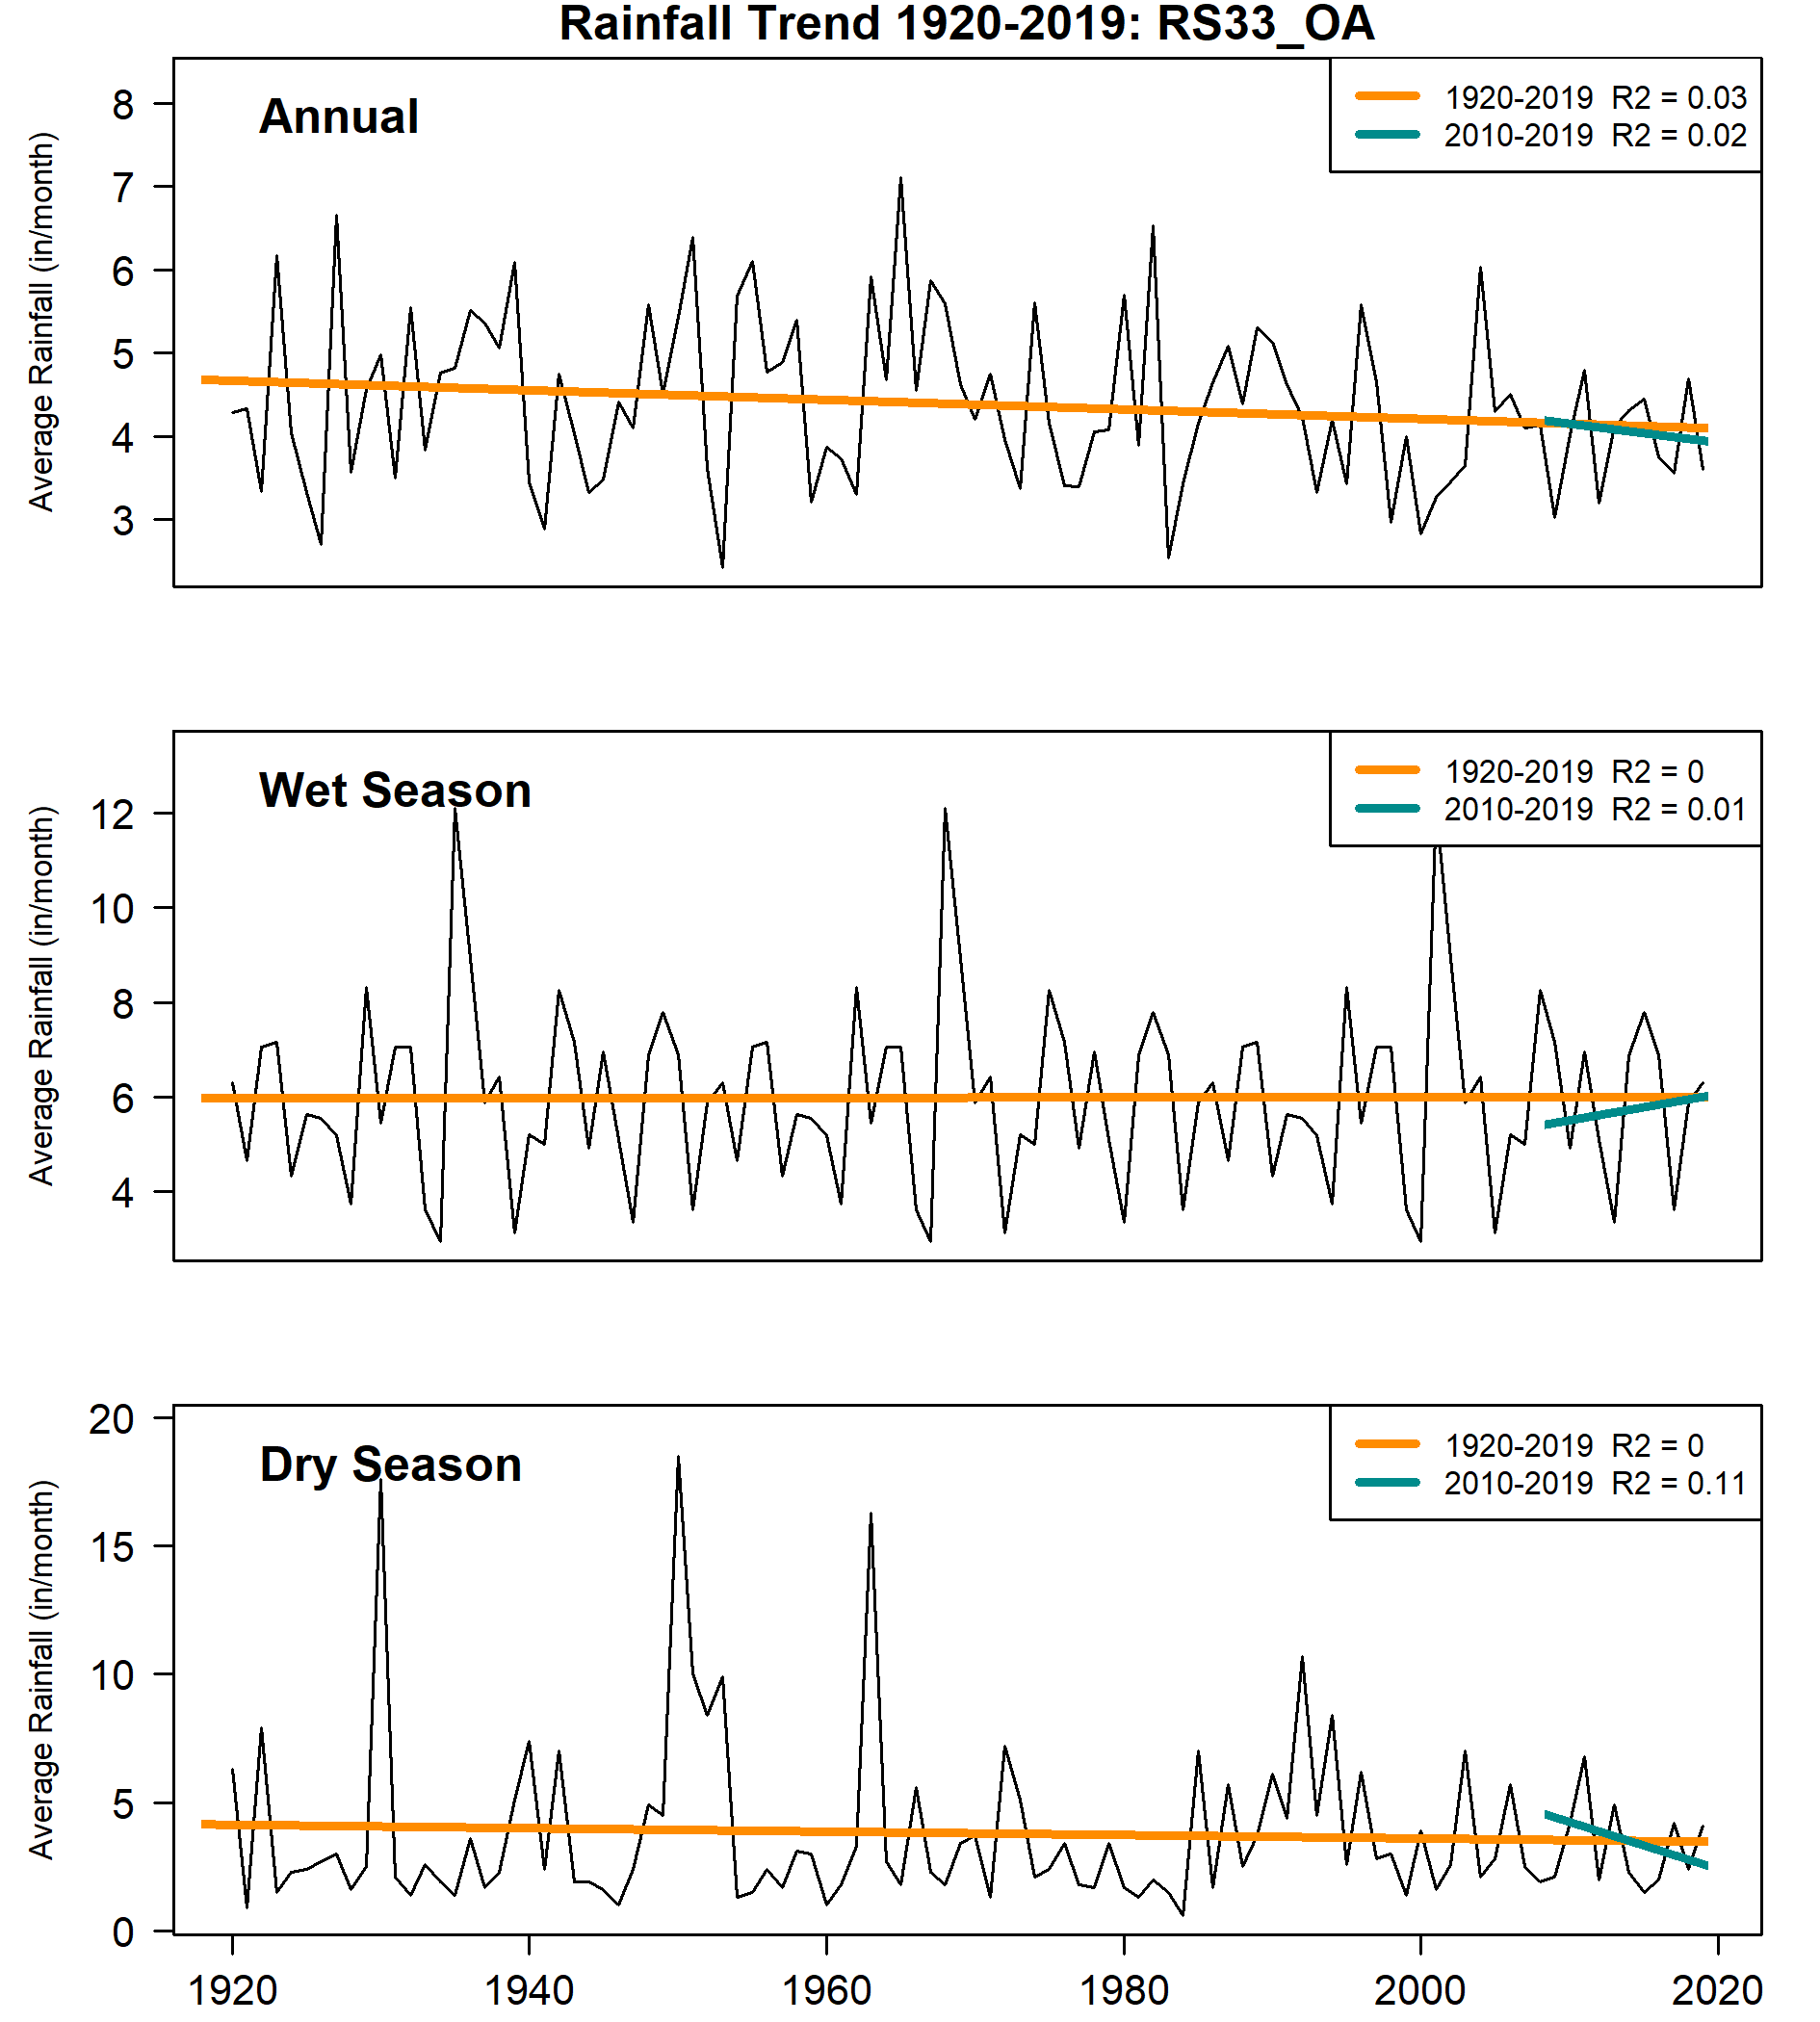 Rainfall Trend 1920-2019: RS33_OA
Annual
1920-2019 R2 = 0.03
2010-2019 R2 = 0.02
Average Rainfall (in/month)
8
7
6
5
4
3
Wet Season
1920-2019 R2 = 0
2010-2019 R2 = 0.01
Average Rainfall (in/month)
12
10
8
6
4
Dry Season
1920-2019 R2 = 0
2010-2019 R2 = 0.11
Average Rainfall (in/month)
20
15
10
5
0
1920 1940 1960 1980 2000 2020